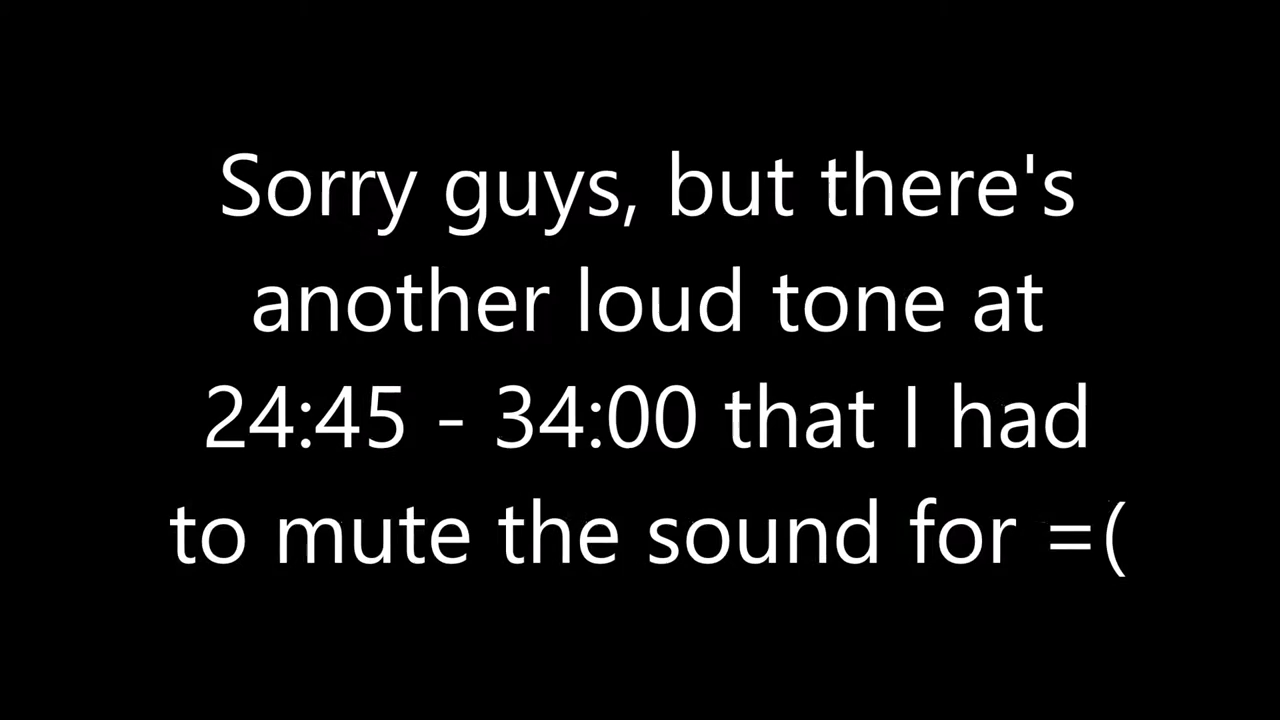 Sorry guys, but there's
another loud tone at
24:45 - 34:00 that I had
to mute the sound for =(